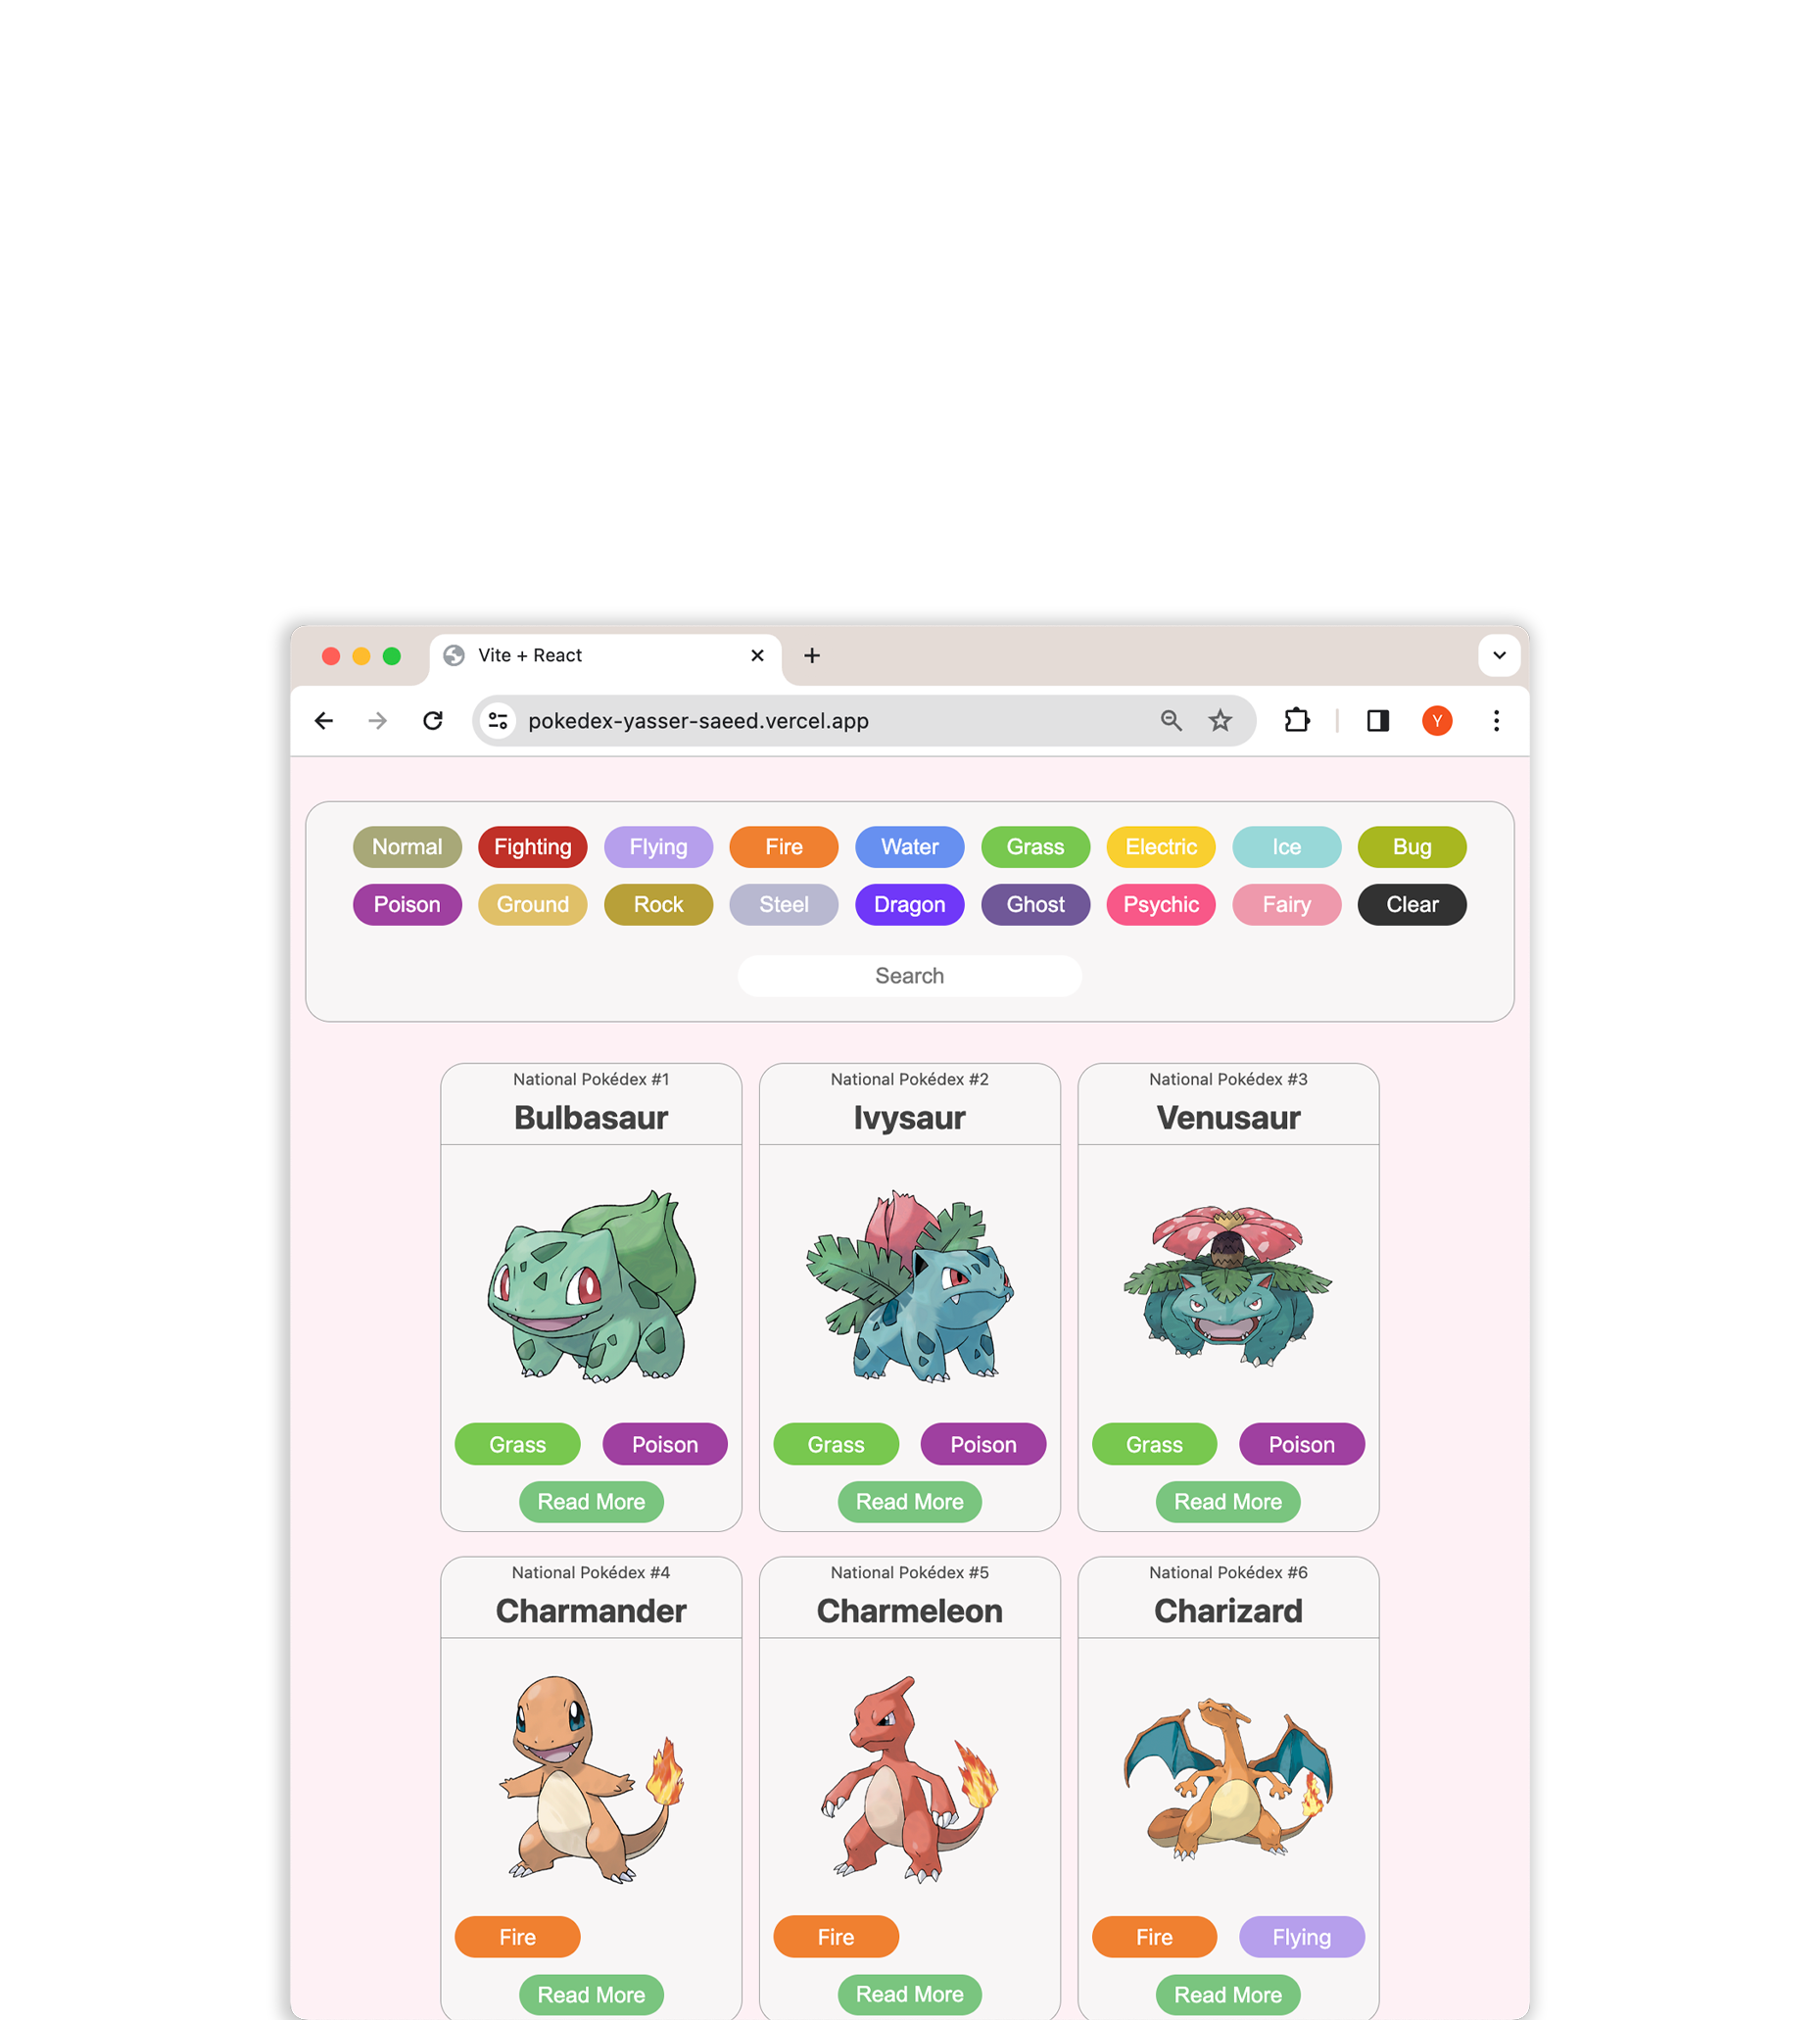 Vite + React
pokedex-yasser-saeed.vercel.app
Y
Normal Fighting Flying Fire Water Grass Electric Ice Bug
Poison Ground Rock Steel Dragon Ghost Psychic Fairy Clear
Search
National Pokédex #1 National Pokédex #2 National Pokédex #3
Bulbasaur Ivysaur Venusaur
Grass Poison Grass Poison Grass Poison
Read More Read More Read More
National Pokédex #4 National Pokédex #5 National Pokédex #6
Charmander Charmeleon Charizard
Fire Fire Fire Flying
Read More Read More Read More